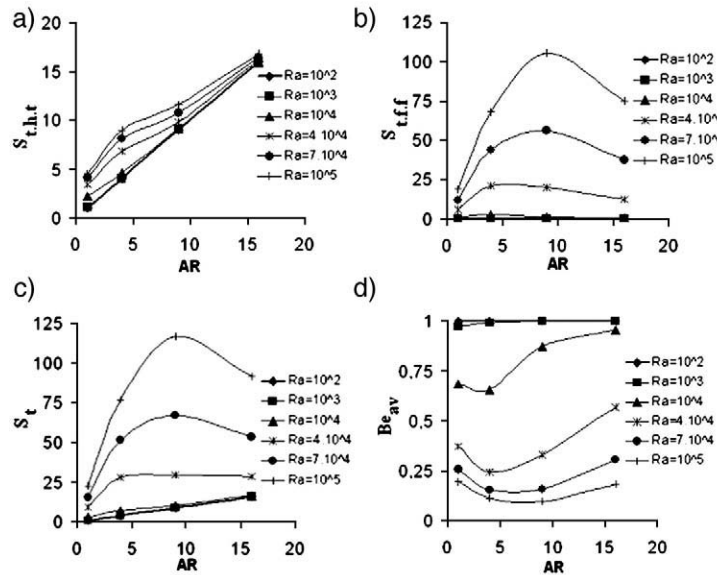 a)
S t.h.t
20
15
10
5
0
0 5 10 15 20
AR
Ra=10^2
Ra=10^3
Ra=10^4
Ra=4.10^4
Ra=7.10^4
Ra=10^5
b)
S t.f.f
125
100
75
50
25
0
0 5 10 15 20
AR
Ra=10^2
Ra=10^3
Ra=10^4
Ra=4.10^4
Ra=7.10^4
Ra=10^5
c)
S t
125
100
75
50
25
0
0 5 10 15 20
AR
Ra=10^2
Ra=10^3
Ra=10^4
Ra=4.10^4
Ra=7.10^4
Ra=10^5
d)
Be av
1
0.75
0.5
0.25
0
0 5 10 15 20
AR
Ra=10^2
Ra=10^3
Ra=10^4
Ra=4.10^4
Ra=7.10^4
Ra=10^5